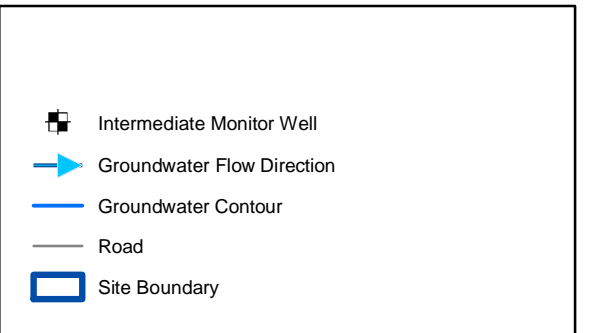 Intermediate Monitor Well
Groundwater Flow Direction
Groundwater Contour
Road
Site Boundary